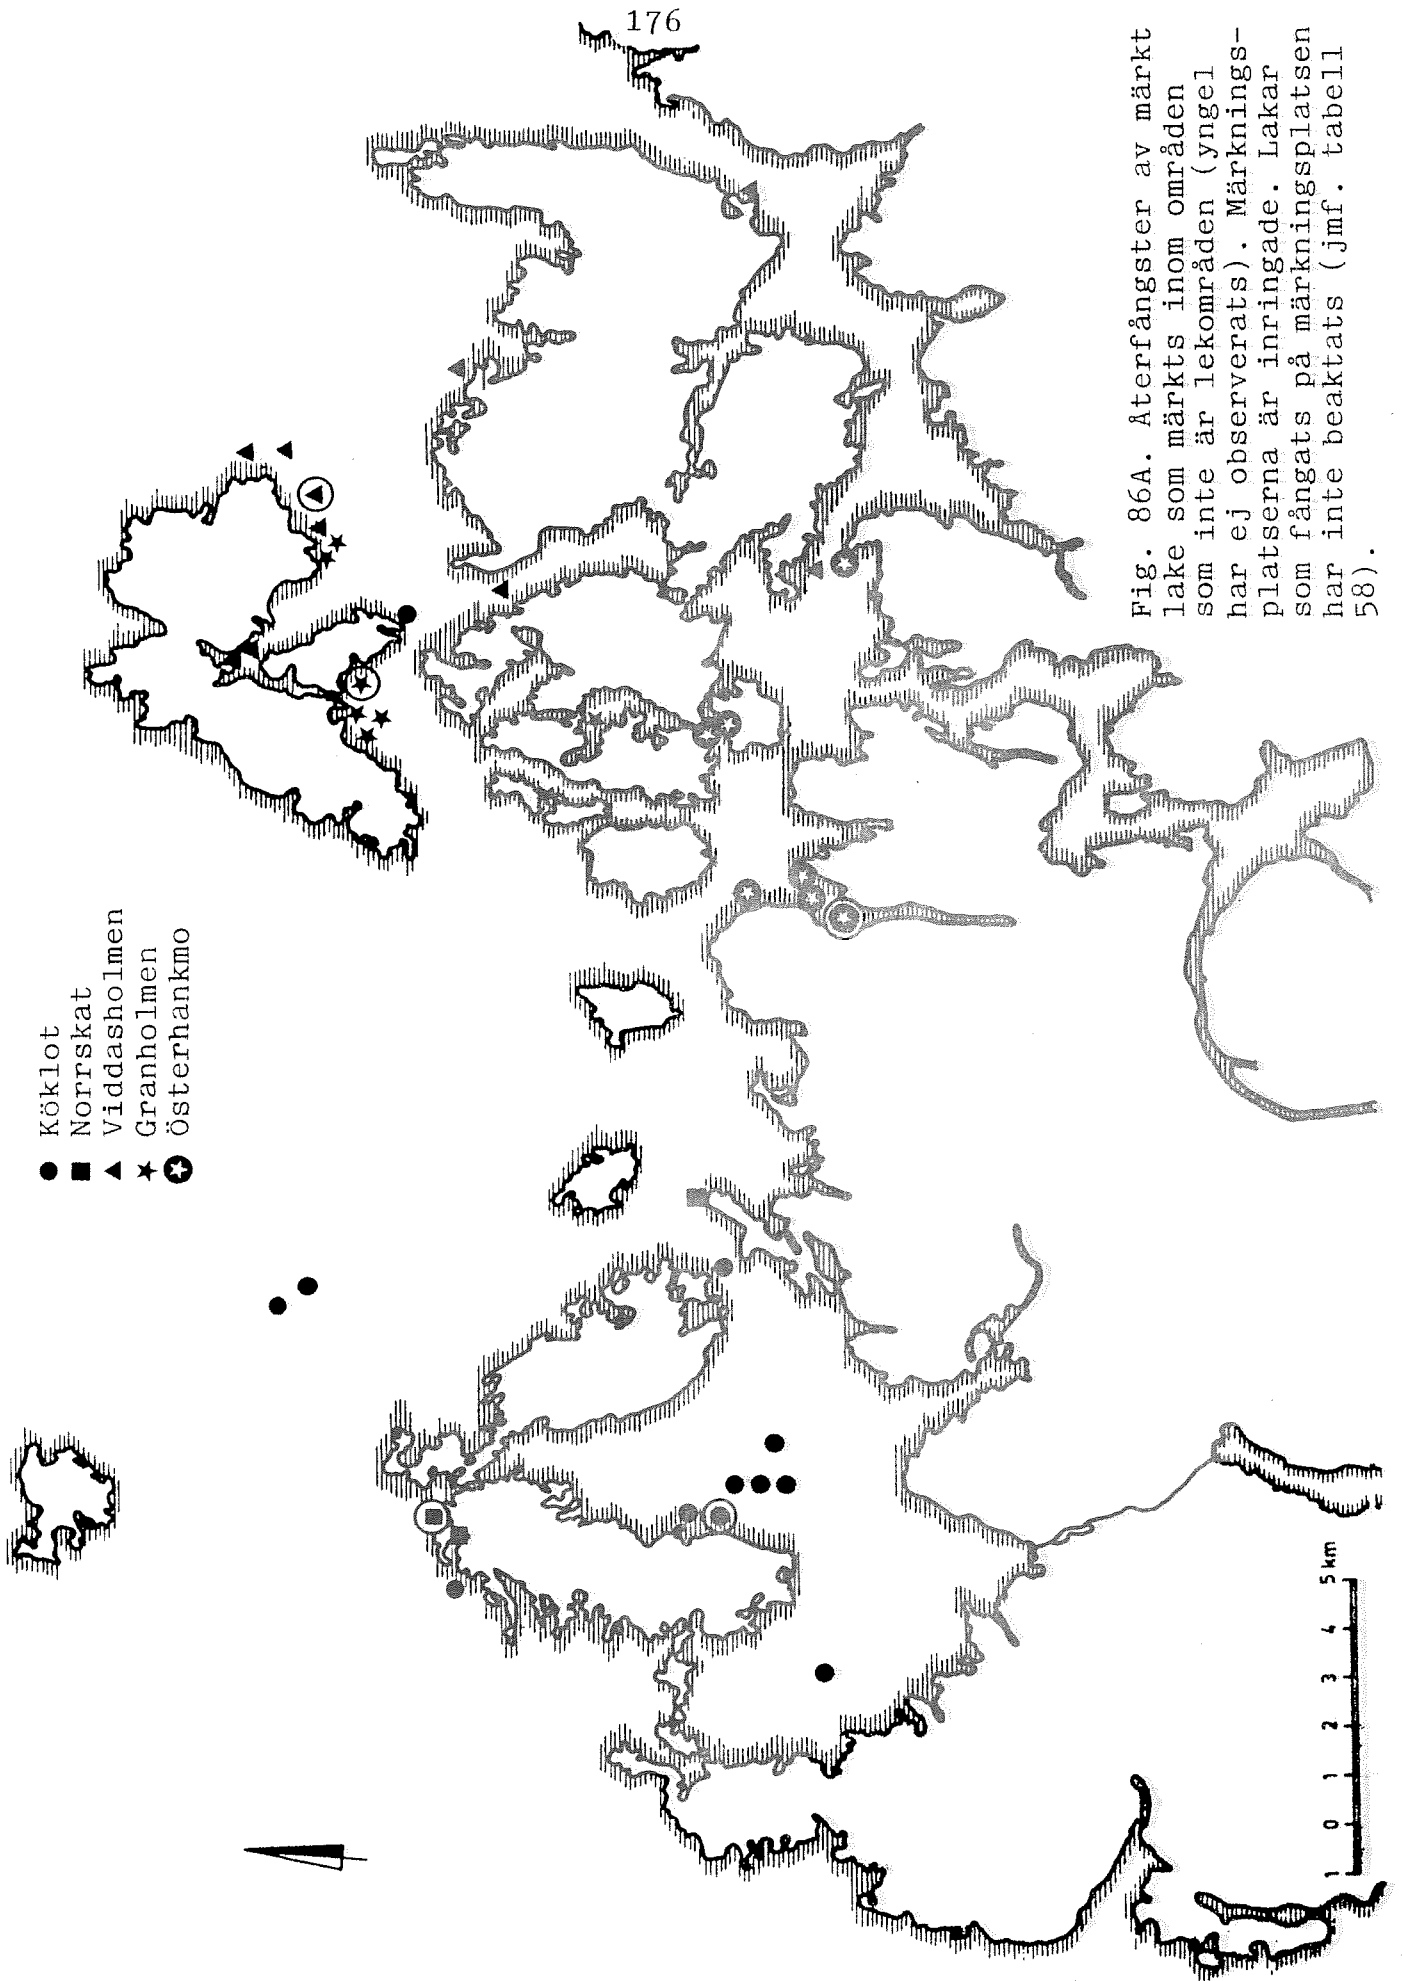 176
Köklot
Norrskat
Viddasholmen
Granholmen
Österhankmo
1 0 1 2 3 4 5 km
Fig. 86A. Återfångster av märkt
lake som märkts inom områden
som inte är lekområden (yngel
har ej observerats). Märknings-
platserna är inringade. Lakar
som fångats på märkningsplatsen
har inte beaktats (jmf. tabell
58).